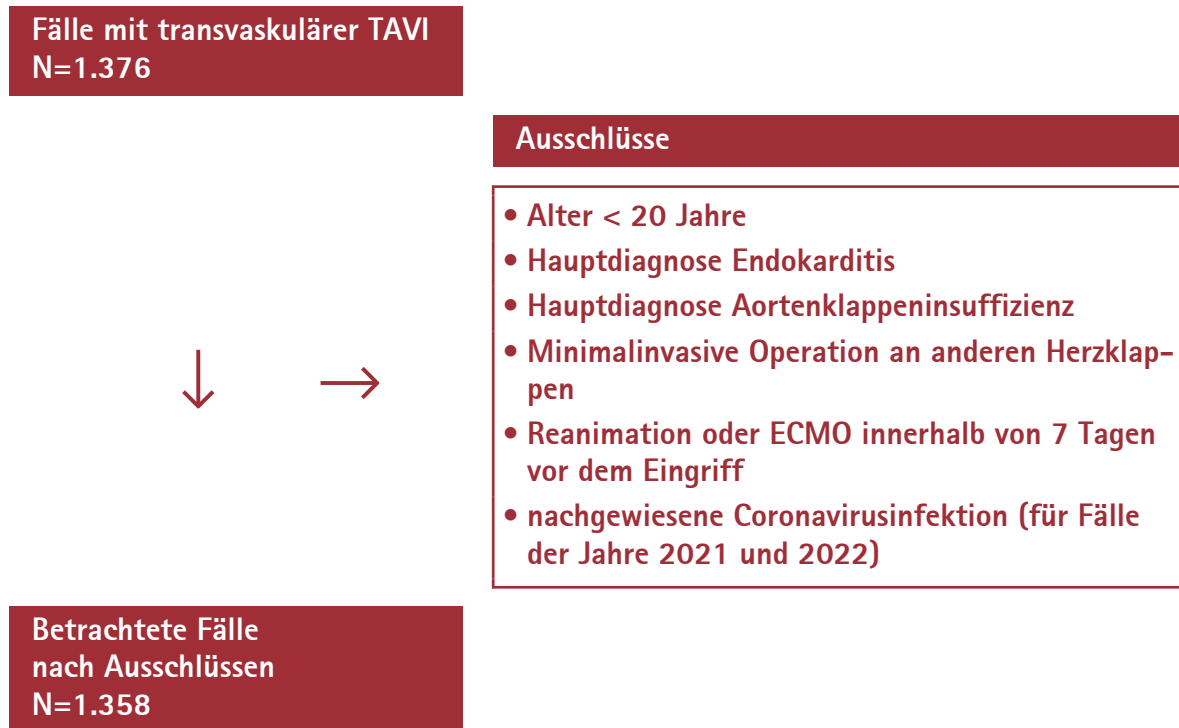 Fälle mit transvaskulärer TAVI
N=1.376
Ausschlüsse
• Alter < 20 Jahre
• Hauptdiagnose Endokarditis
• Hauptdiagnose Aortenklappeninsuffizienz
• Minimalinvasive Operation an anderen Herzklap-
pen
• Reanimation oder ECMO innerhalb von 7 Tagen
vor dem Eingriff
• nachgewiesene Coronavirusinfektion (für Fälle
der Jahre 2021 und 2022)
Betrachtete Fälle
nach Ausschlüssen
N=1.358